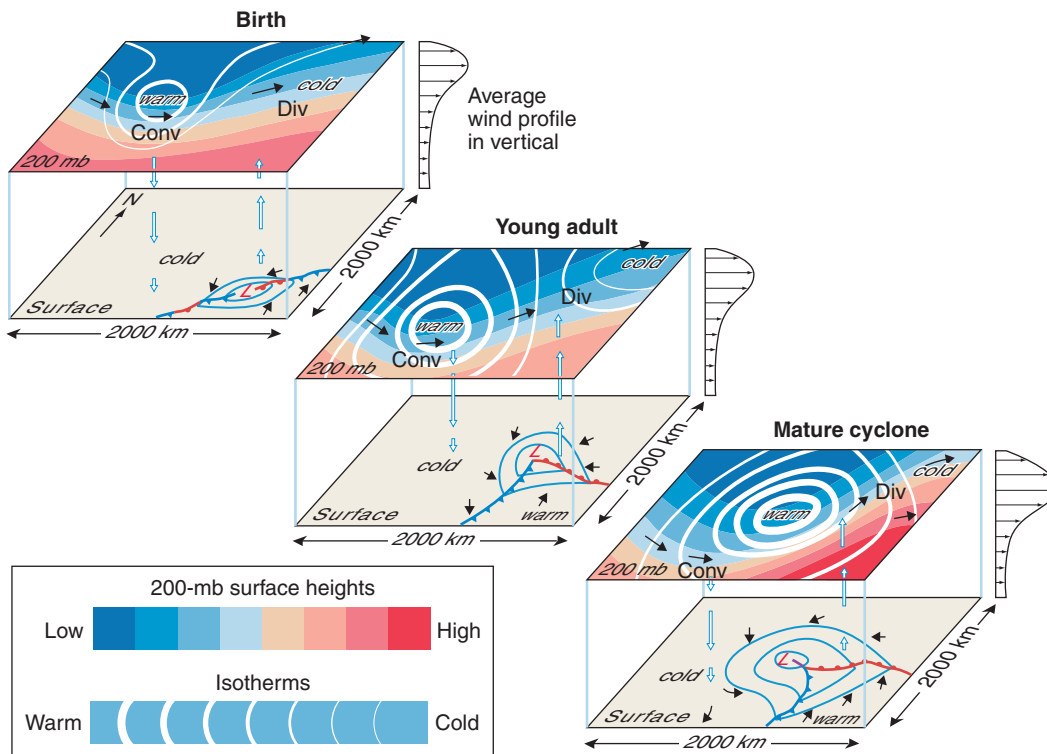 Birth
warm
cold
Div
Conv
200 mb
Average
wind profile
in vertical
N
cold
L
Surface
2000 km
2000 km
Young adult
cold
warm
Div
Conv
200 mb
cold
L
warm
Surface
2000 km
2000 km
Mature cyclone
cold
Div
warm
200 mb
Conv
cold
L
warm
Surface
2000 km
2000 km
200-mb surface heights
Low High
Isotherms
Warm Cold